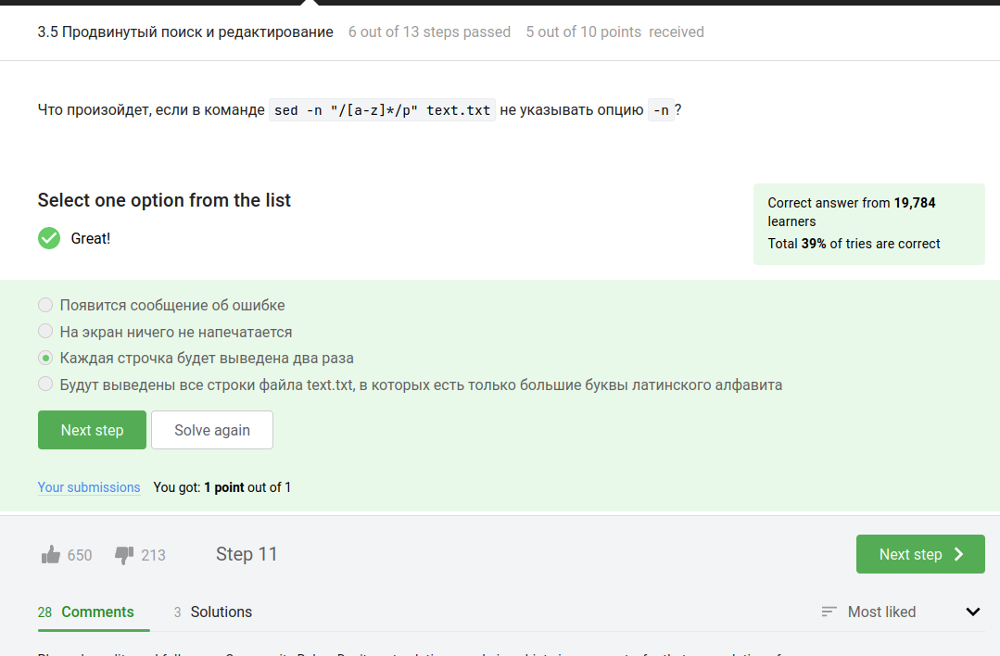 3.5 Продвинутый поиск и редактирование 6 out of 13 steps passed 5 out of 10 points received
Что произойдет, если в команде sed -n "/[a-z]*/p" text.txt не указывать опцию -n ?
Select one option from the list
Great!
Correct answer from 19,784
learners
Total 39% of tries are correct
Появится сообщение об ошибке
На экран ничего не напечатается
Каждая строчка будет выведена два раза
Будут выведены все строки файла text.txt, в которых есть только большие буквы латинского алфавита
Next step Solve again
Your submissions You got: 1 point out of 1
650 213 Step 11 Next step
28 Comments 3 Solutions Most liked